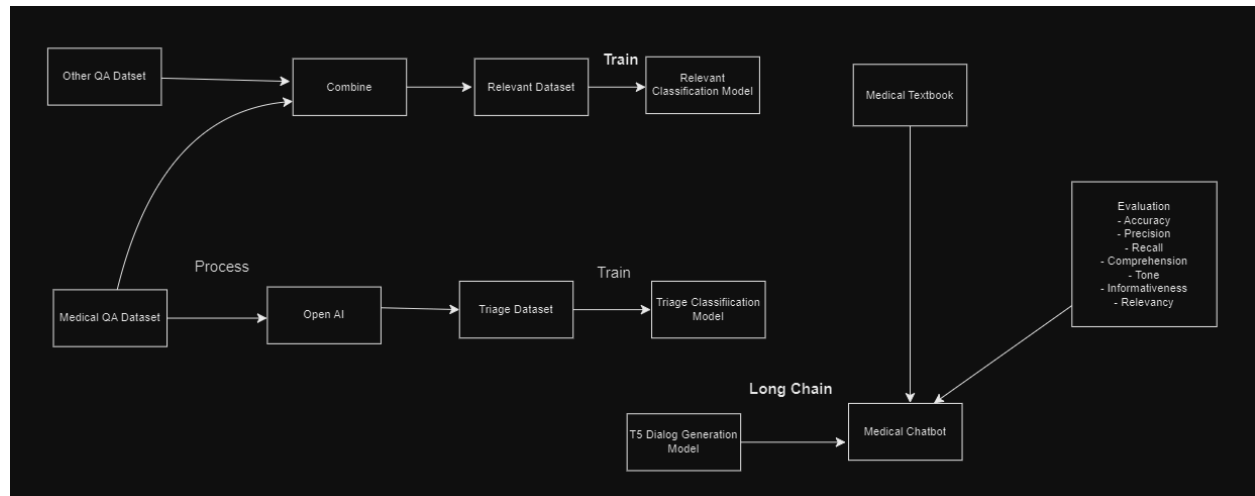 Other QA Datset
Combine
Relevant Dataset
Train
Relevant
Classification Model
Medical Textbook
Evaluation
- Accuracy
- Precision
- Recall
- Comprehension
- Tone
- Informativeness
- Relevancy
Process
Medical QA Dataset
Open AI
Triage Dataset
Train
Triage Classifiication
Model
Long Chain
T5 Dialog Generation
Model
Medical Chatbot